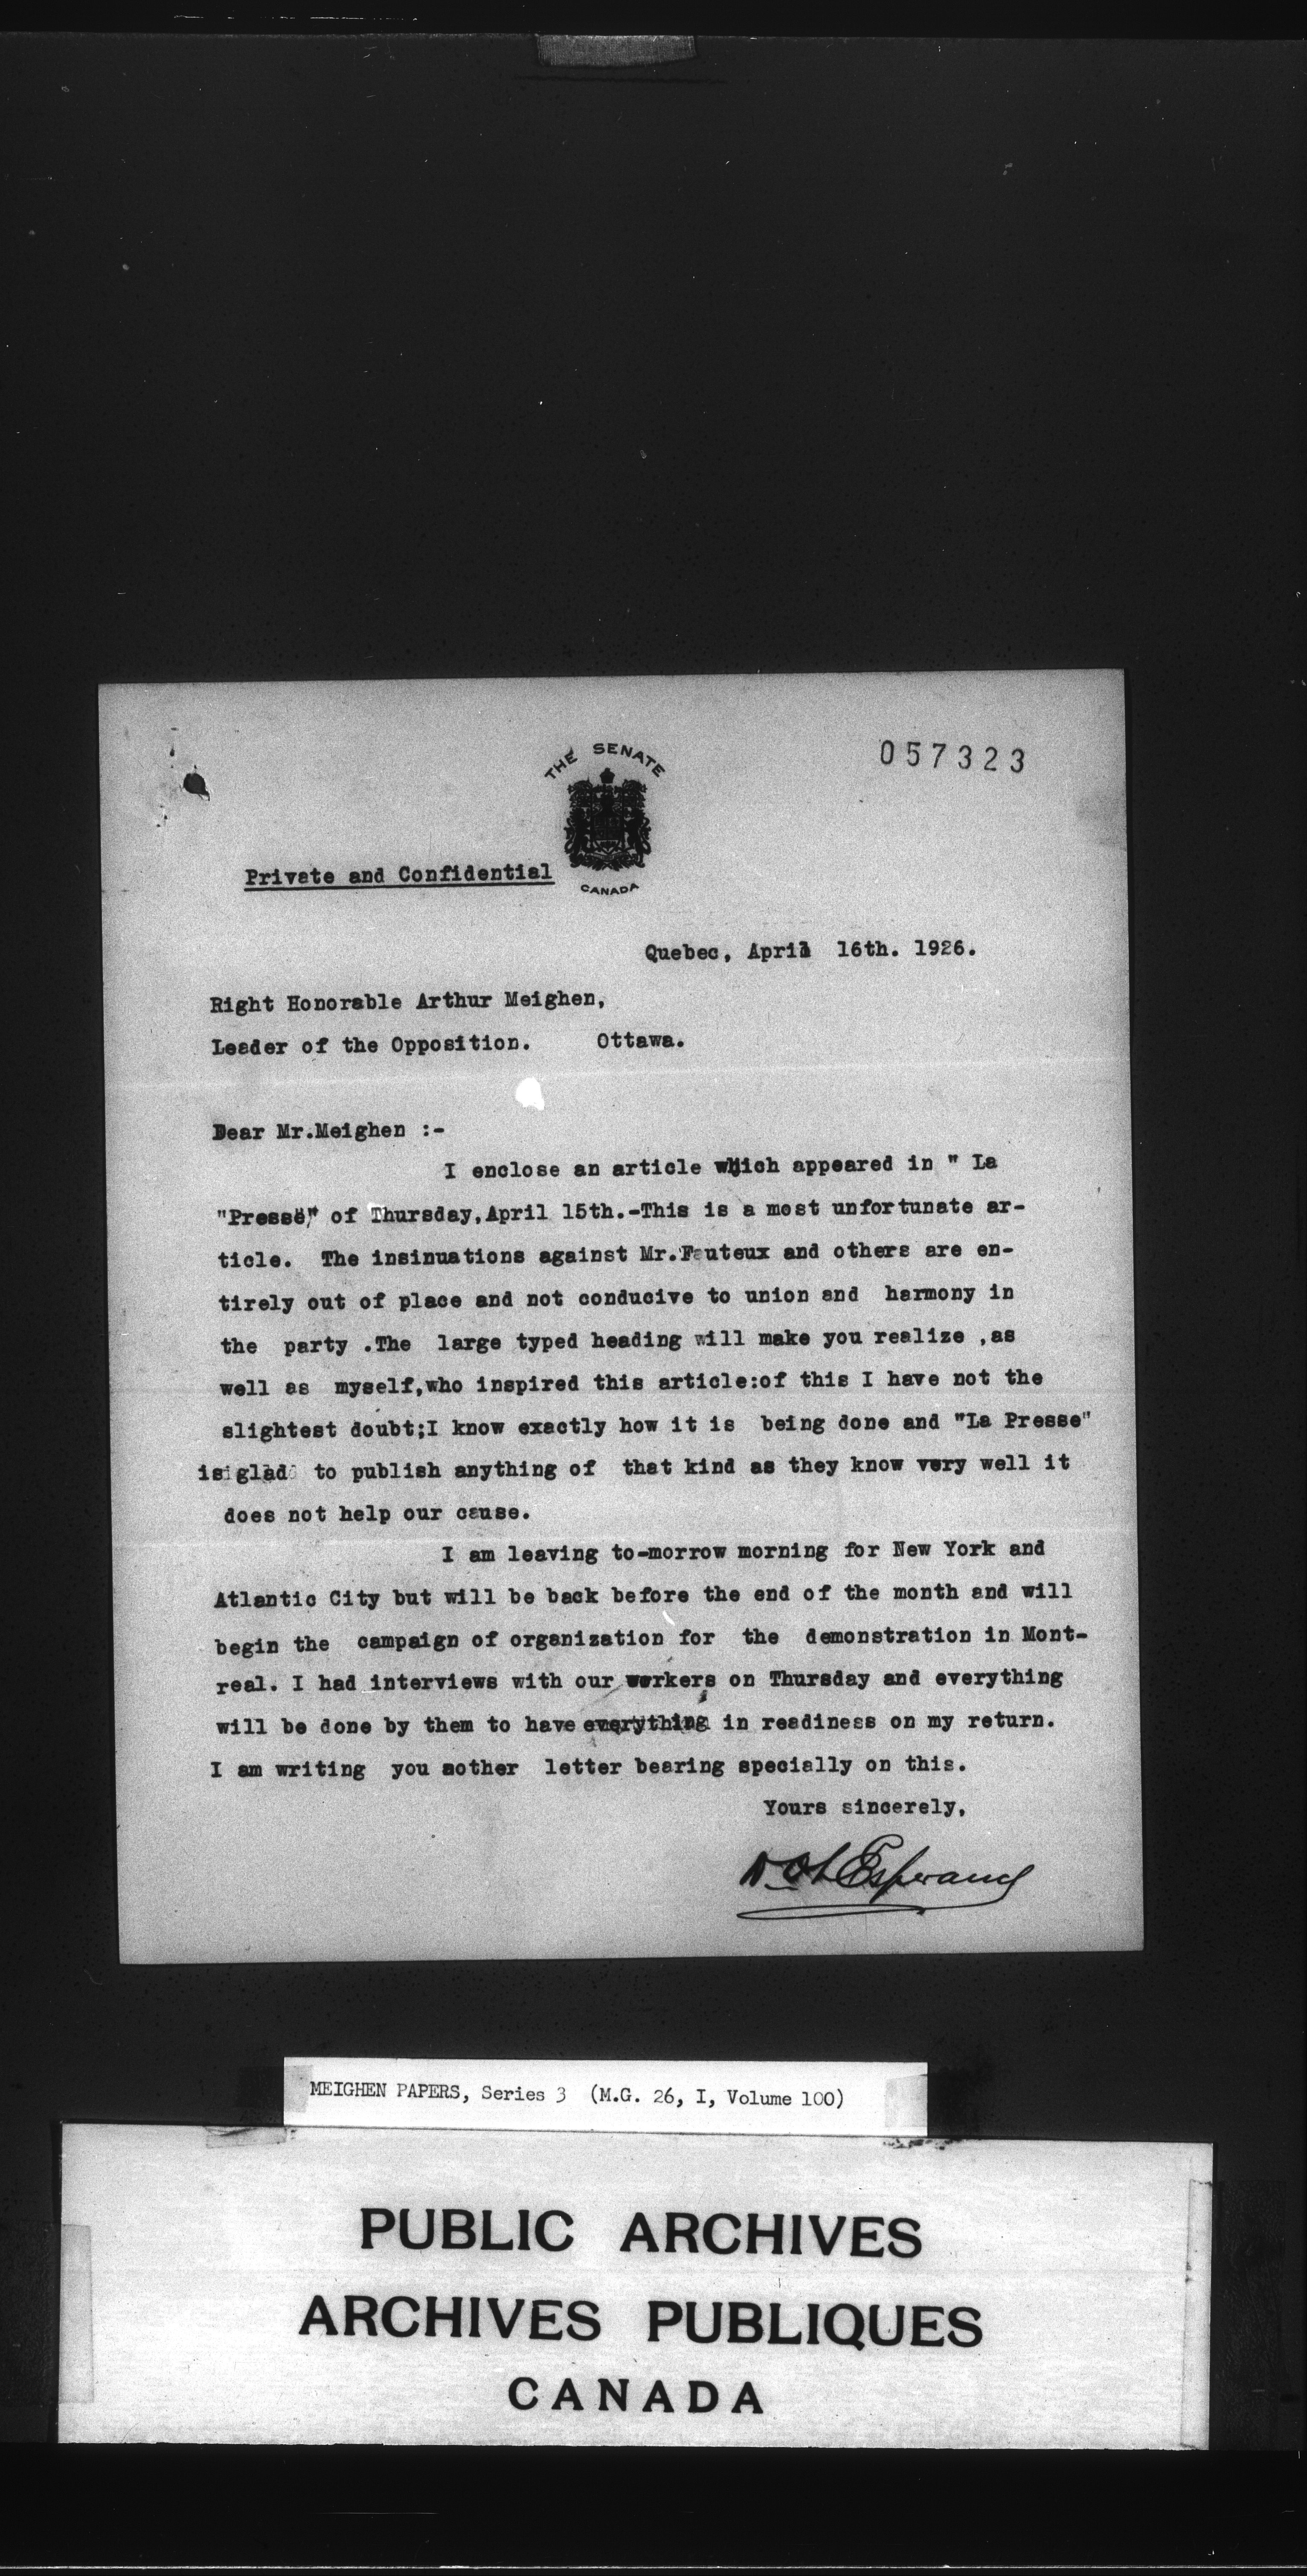 THE SENATE
057323
Private and Confidential
CANADA
Quebec, April 16th. 1926.
Right Honorable Arthur Meighen,
Leader of the Opposition. Ottawa.
Dear Mr.Meighen :-
I enclose an article which appeared in " La
"Presse" of Thursday,April 15th.-This is a most unfortunate ar-
ticle. The insinuations against Mr.Fauteux and others are en-
tirely out of place and not conducive to union and harmony in
the party .The large typed heading will make you realize ,as
well as myself,who inspired this article:of this I have not the
slightest doubt;I know exactly how it is being done and "La Presse"
is glad to publish anything of that kind as they know very well it
does not help our cause.
I am leaving to-morrow morning for New York and
Atlantic City but will be back before the end of the month and will
begin the campaign of organization for the demonstration in Mont-
real. I had interviews with our workers on Thursday and everything
will be done by them to have everything in readiness on my return.
I am writing you aother letter bearing specially on this.
Yours sincerely,
D O L'Esperance
MEIGHEN PAPERS, Series 3 (M.G. 26, I, Volume 100)
PUBLIC ARCHIVES
ARCHIVES PUBLIQUES
CANADA